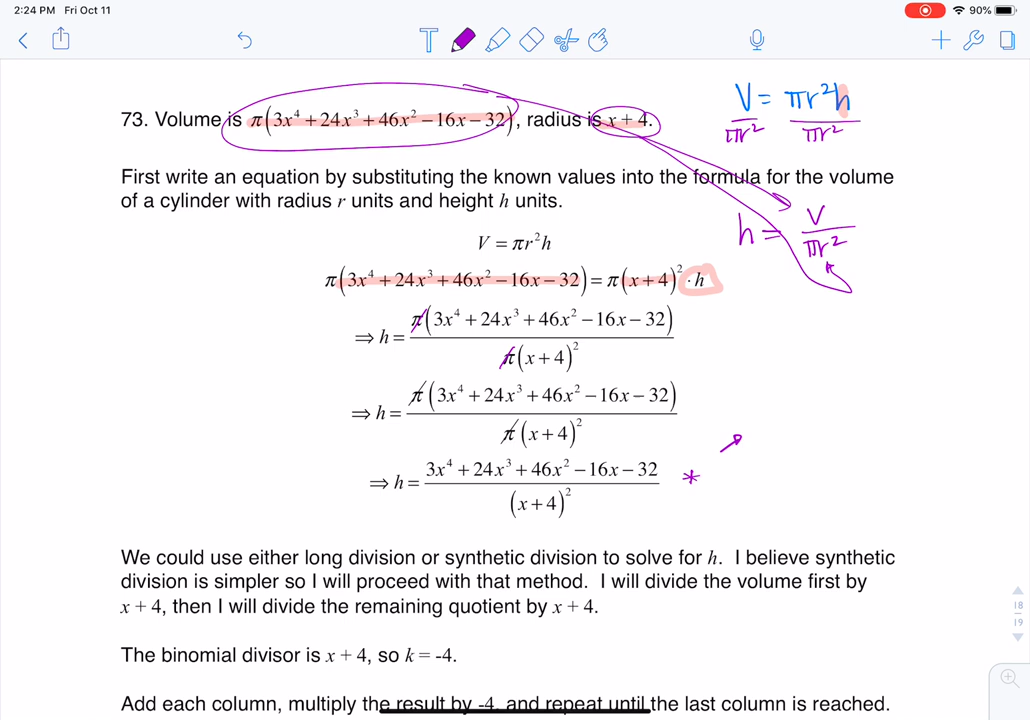 2:24 PM Fri Oct 11 90%
73. Volume is π(3x⁴ + 24x³ + 46x² − 16x − 32), radius is x + 4.
V = πr²h
πr² πr²
First write an equation by substituting the known values into the formula for the volume
of a cylinder with radius r units and height h units.
h = V/πr²
V = πr²h
π(3x⁴ + 24x³ + 46x² − 16x − 32) = π(x + 4)² · h
⇒ h = π(3x⁴ + 24x³ + 46x² − 16x − 32)
π(x + 4)²
⇒ h = π(3x⁴ + 24x³ + 46x² − 16x − 32)
π(x + 4)²
⇒ h = 3x⁴ + 24x³ + 46x² − 16x − 32 *
(x + 4)²
We could use either long division or synthetic division to solve for h. I believe synthetic
division is simpler so I will proceed with that method. I will divide the volume first by
x + 4, then I will divide the remaining quotient by x + 4.
18
19
The binomial divisor is x + 4, so k = -4.
Add each column, multiply the result by -4, and repeat until the last column is reached.